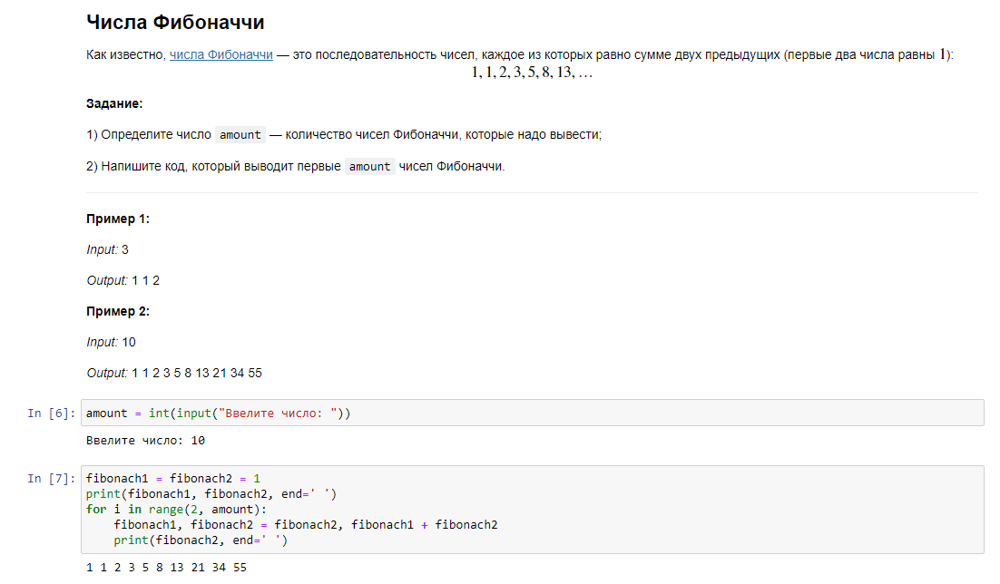 Числа Фибоначчи
Как известно, числа Фибоначчи — это последовательность чисел, каждое из которых равно сумме двух предыдущих (первые два числа равны 1):
1, 1, 2, 3, 5, 8, 13, …
Задание:
1) Определите число amount — количество чисел Фибоначчи, которые надо вывести;
2) Напишите код, который выводит первые amount чисел Фибоначчи.
Пример 1:
Input: 3
Output: 1 1 2
Пример 2:
Input: 10
Output: 1 1 2 3 5 8 13 21 34 55
In [6]: amount = int(input("Ввелите число: "))
Ввелите число: 10
In [7]: fibonach1 = fibonach2 = 1
print(fibonach1, fibonach2, end=' ')
for i in range(2, amount):
    fibonach1, fibonach2 = fibonach2, fibonach1 + fibonach2
    print(fibonach2, end=' ')
1 1 2 3 5 8 13 21 34 55